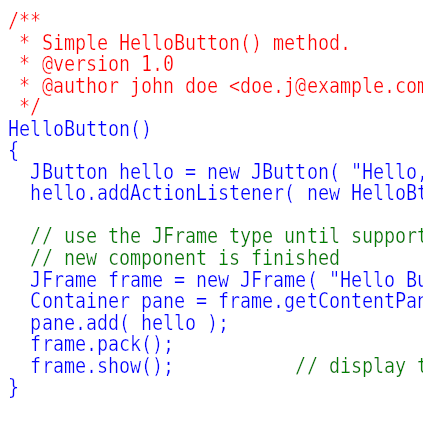 /**
 * Simple HelloButton() method.
 * @version 1.0
 * @author john doe <doe.j@example.com
 */
HelloButton()
{
  JButton hello = new JButton( "Hello,
  hello.addActionListener( new HelloBt

  // use the JFrame type until support
  // new component is finished
  JFrame frame = new JFrame( "Hello Bu
  Container pane = frame.getContentPan
  pane.add( hello );
  frame.pack();
  frame.show();           // display t
}